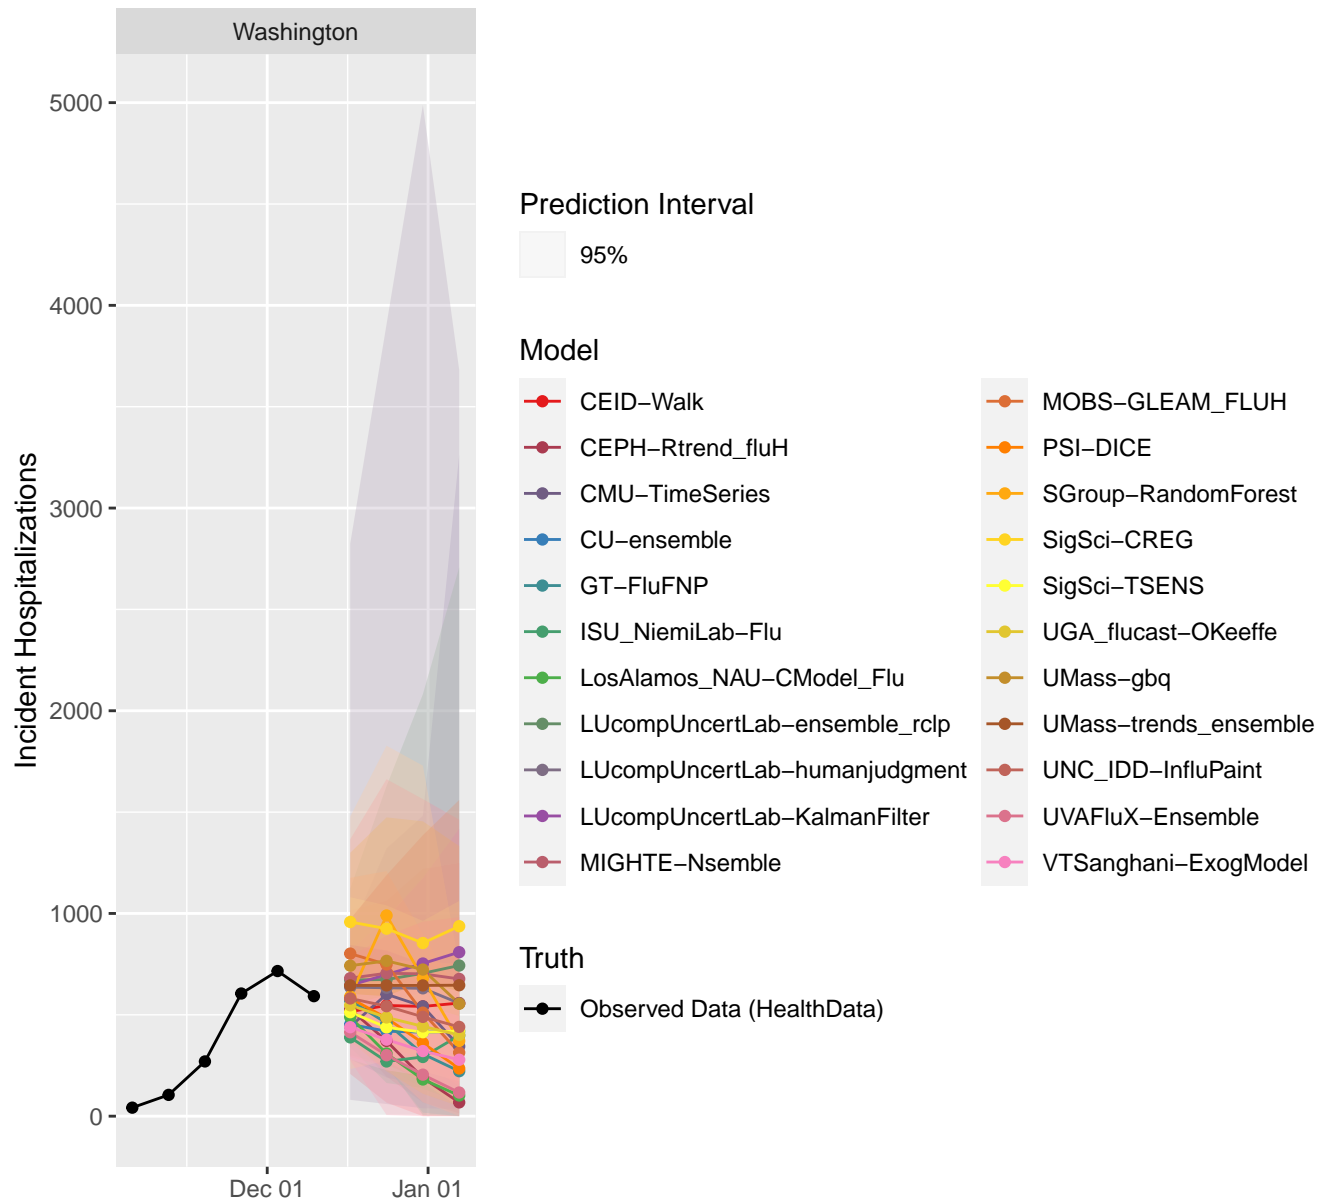 Washington
5000
4000
3000
2000
1000
0
Incident Hospitalizations
Dec 01
Jan 01
Prediction Interval
95%
Model
CEID−Walk
CEPH−Rtrend_fluH
CMU−TimeSeries
CU−ensemble
GT−FluFNP
ISU_NiemiLab−Flu
LosAlamos_NAU−CModel_Flu
LUcompUncertLab−ensemble_rclp
LUcompUncertLab−humanjudgment
LUcompUncertLab−KalmanFilter
MIGHTE−Nsemble
MOBS−GLEAM_FLUH
PSI−DICE
SGroup−RandomForest
SigSci−CREG
SigSci−TSENS
UGA_flucast−OKeeffe
UMass−gbq
UMass−trends_ensemble
UNC_IDD−InfluPaint
UVAFluX−Ensemble
VTSanghani−ExogModel
Truth
Observed Data (HealthData)